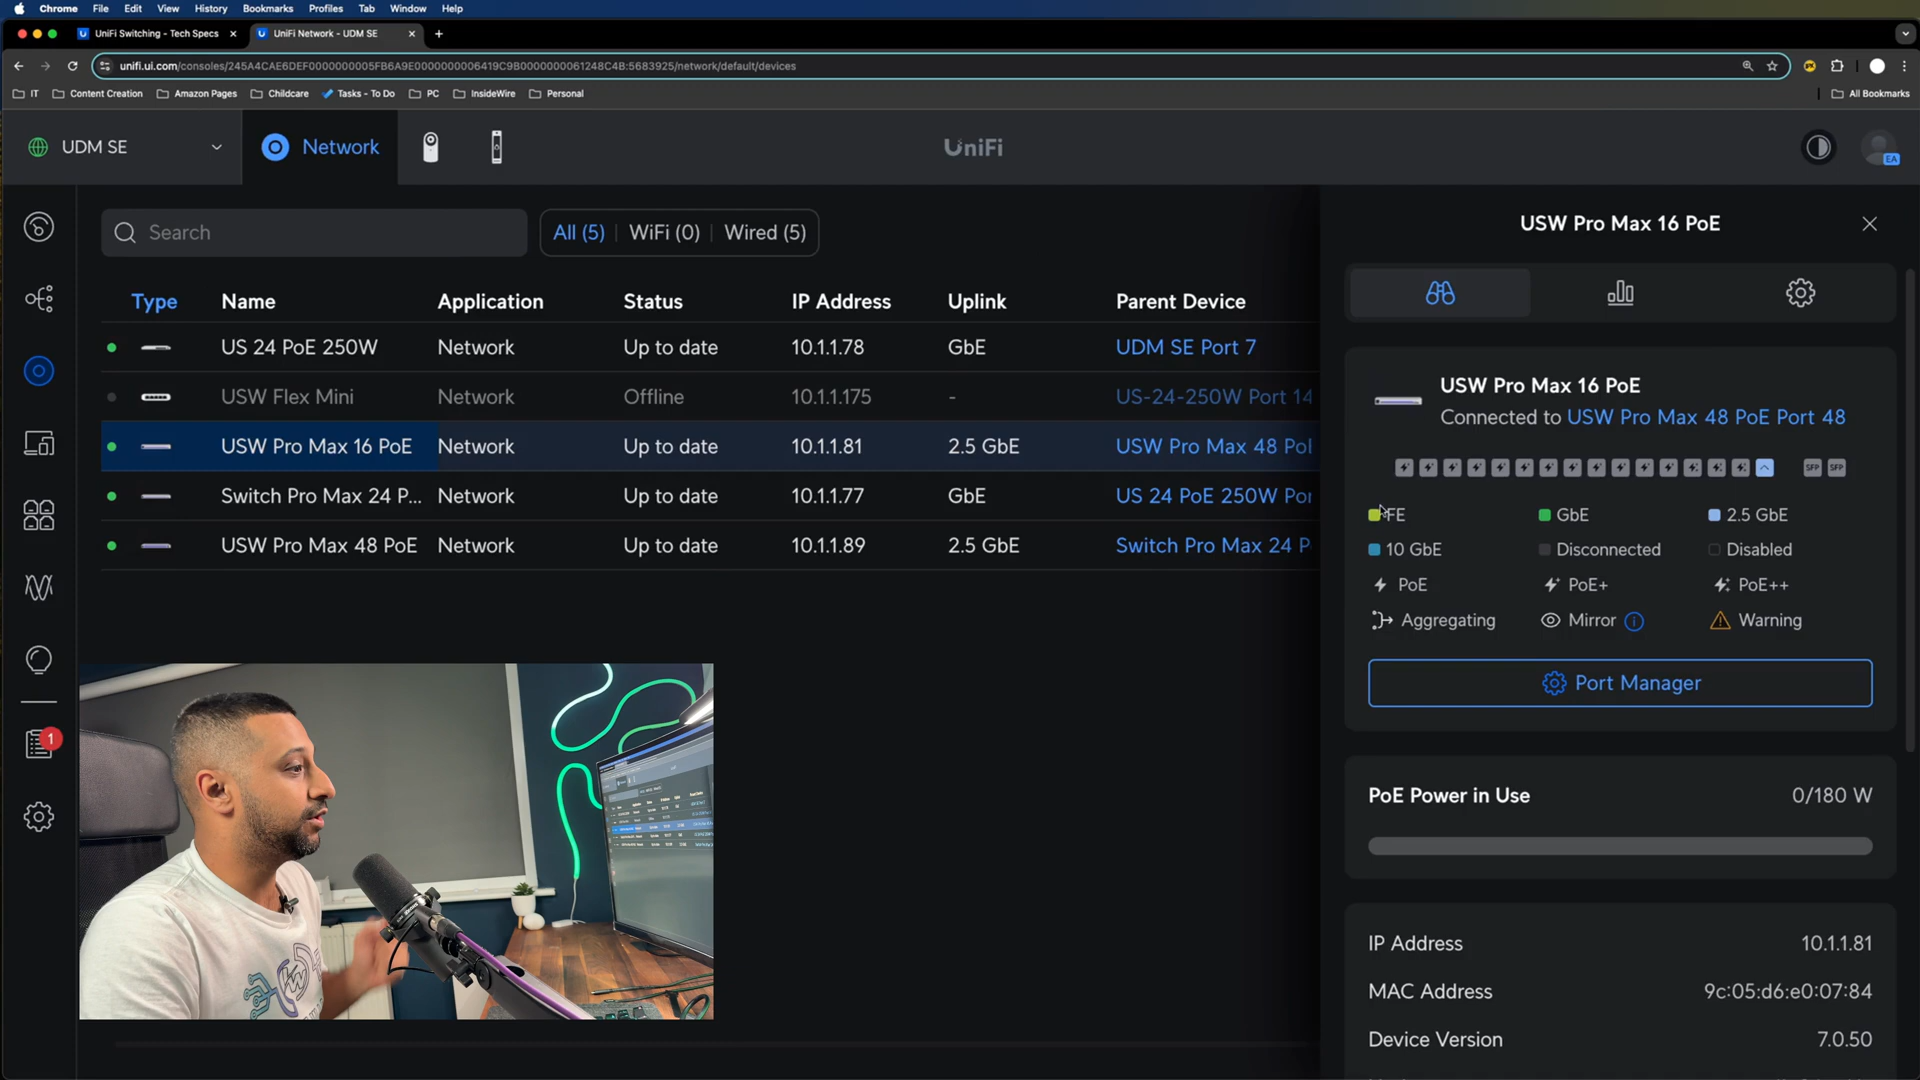 Chrome File Edit View History Bookmarks Profiles Tab Window Help
UniFi Switching - Tech Specs UniFi Network - UDM SE
unifi.ui.com/consoles/245A4CAE6DEF0000000005FB6A9E0000000006419C9B0000000061248C4B:5683925/network/default/devices
IT Content Creation Amazon Pages Childcare Tasks - To Do PC InsideWire Personal All Bookmarks
UDM SE Network UniFi EA
Search All (5) WiFi (0) Wired (5)
Type Name Application Status IP Address Uplink Parent Device
US 24 PoE 250W Network Up to date 10.1.1.78 GbE UDM SE Port 7
USW Flex Mini Network Offline 10.1.1.175 - US-24-250W Port 14
USW Pro Max 16 PoE Network Up to date 10.1.1.81 2.5 GbE USW Pro Max 48 PoE
Switch Pro Max 24 P... Network Up to date 10.1.1.77 GbE US 24 PoE 250W Por
USW Pro Max 48 PoE Network Up to date 10.1.1.89 2.5 GbE Switch Pro Max 24 P
1
USW Pro Max 16 PoE
USW Pro Max 16 PoE
Connected to USW Pro Max 48 PoE Port 48
SFP SFP
FE GbE 2.5 GbE
10 GbE Disconnected Disabled
PoE PoE+ PoE++
Aggregating Mirror Warning
Port Manager
PoE Power in Use 0/180 W
IP Address 10.1.1.81
MAC Address 9c:05:d6:e0:07:84
Device Version 7.0.50